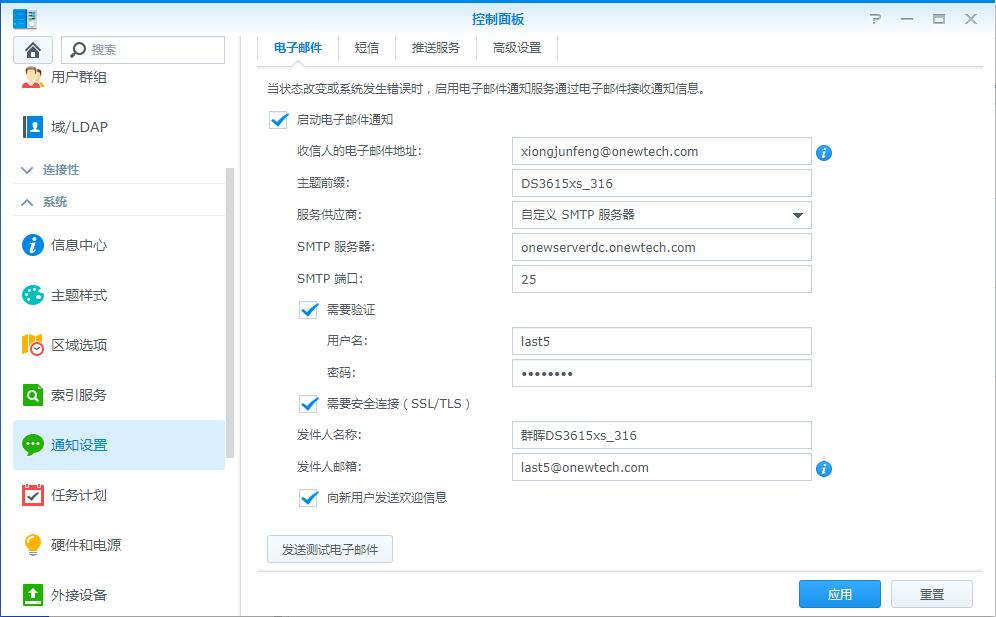 控制面板
搜索
用户群组
域/LDAP
连接性
系统
信息中心
主题样式
区域选项
索引服务
通知设置
任务计划
硬件和电源
外接设备
电子邮件 短信 推送服务 高级设置
当状态改变或系统发生错误时，启用电子邮件通知服务通过电子邮件接收通知信息。
启动电子邮件通知
收信人的电子邮件地址: xiongjunfeng@onewtech.com
主题前缀: DS3615xs_316
服务供应商: 自定义 SMTP 服务器
SMTP 服务器: onewserverdc.onewtech.com
SMTP 端口: 25
需要验证
用户名: last5
密码: ••••••••
需要安全连接（SSL/TLS）
发件人名称: 群晖DS3615xs_316
发件人邮箱: last5@onewtech.com
向新用户发送欢迎信息
发送测试电子邮件
应用 重置